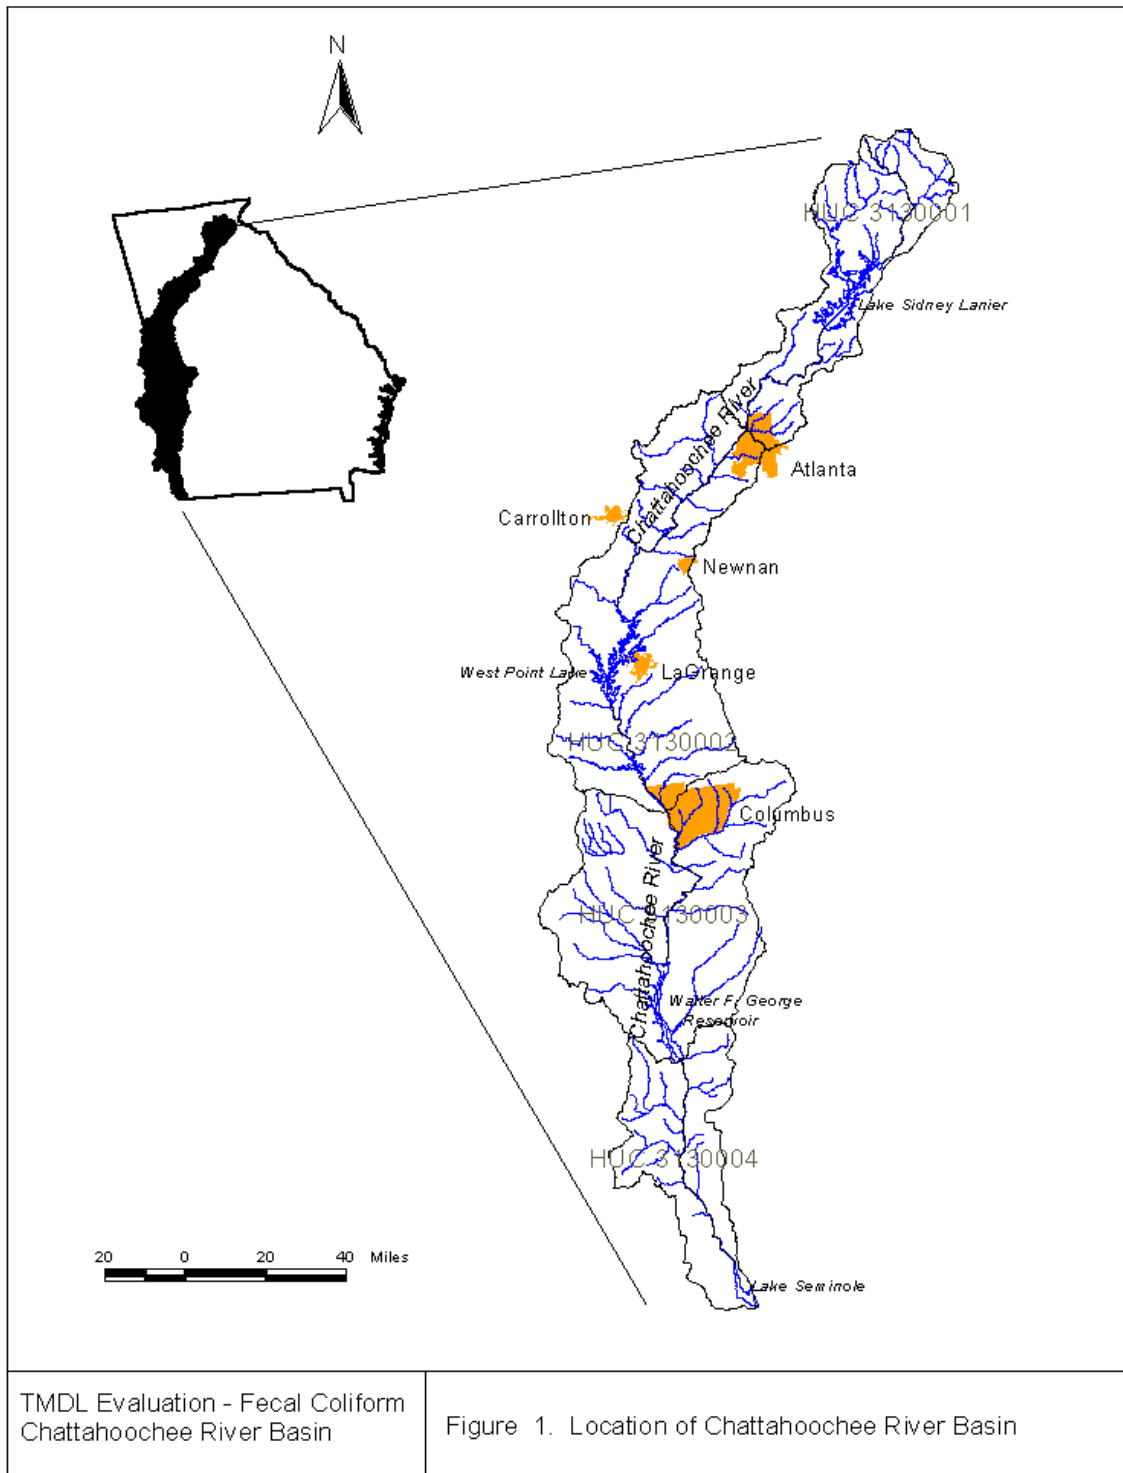 N
HUC 3130001
Lake Sidney Lanier
Chattahoochee River
Atlanta
Carrollton
Newnan
West Point Lake
LaGrange
HUC 3130002
Columbus
Chattahoochee River
HUC 3130003
Walter F. George
Reservoir
HUC 3130004
20 0 20 40 Miles
Lake Seminole
TMDL Evaluation - Fecal Coliform
Chattahoochee River Basin
Figure 1. Location of Chattahoochee River Basin